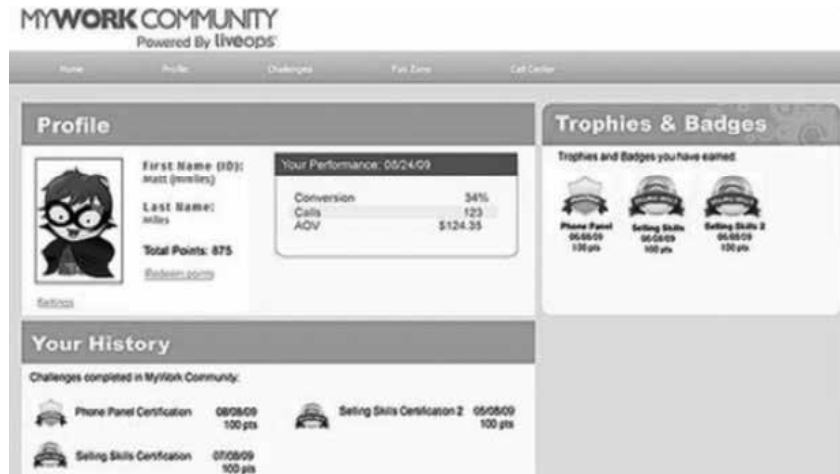 MYWORK COMMUNITY
Powered By liveops
Home Profile Challenges Fun Zone Call Center
Profile
First Name (ID):
Matt (mmiles)
Last Name:
Miles
Total Points: 875
Redeem points
Settings
Your Performance: 08/24/09
Conversion 34%
Calls 123
AOV $124.35
Trophies & Badges
Trophies and Badges you have earned.
Phone Panel
100 pts
Selling Skills
100 pts
Selling Skills 2
100 pts
Your History
Challenges completed in MyWork Community:
Phone Panel Certification 08/08/09
100 pts
Selling Skills Certification 2 05/08/09
100 pts
Selling Skills Certification 07/08/09
100 pts